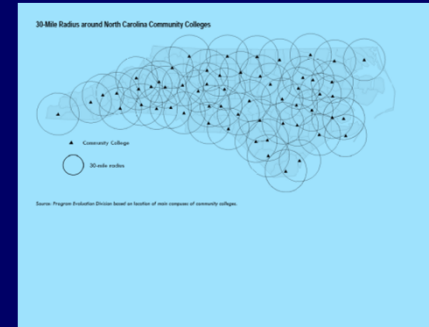 30-Mile Radius around North Carolina Community Colleges
Community College
30-mile radius
Source: Program Evaluation Division based on location of main campuses of community colleges.